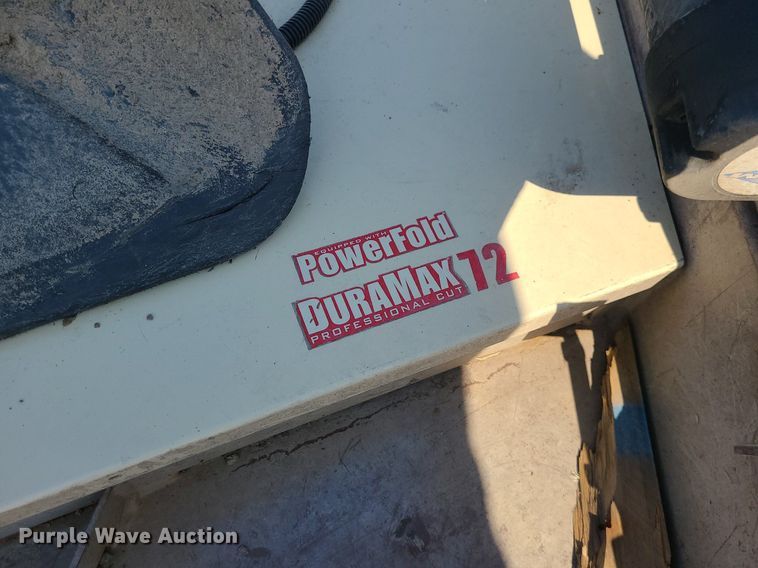 EQUIPPED WITH
PowerFold
DURAMAX 72
PROFESSIONAL CUT
Purple Wave Auction